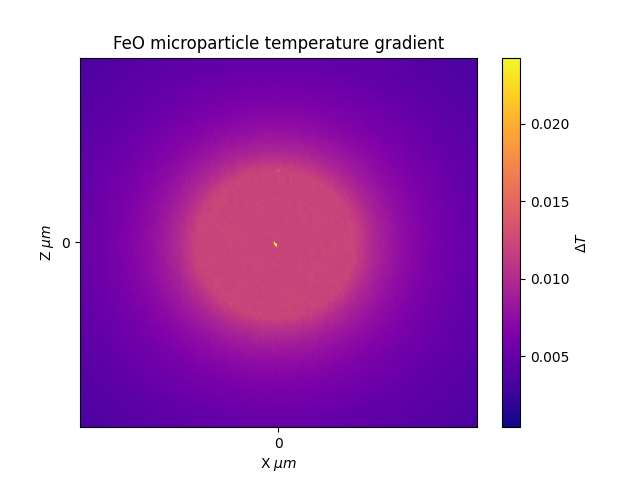 FeO microparticle temperature gradient
Z μm
0
0
X μm
0.020
0.015
0.010
0.005
ΔT